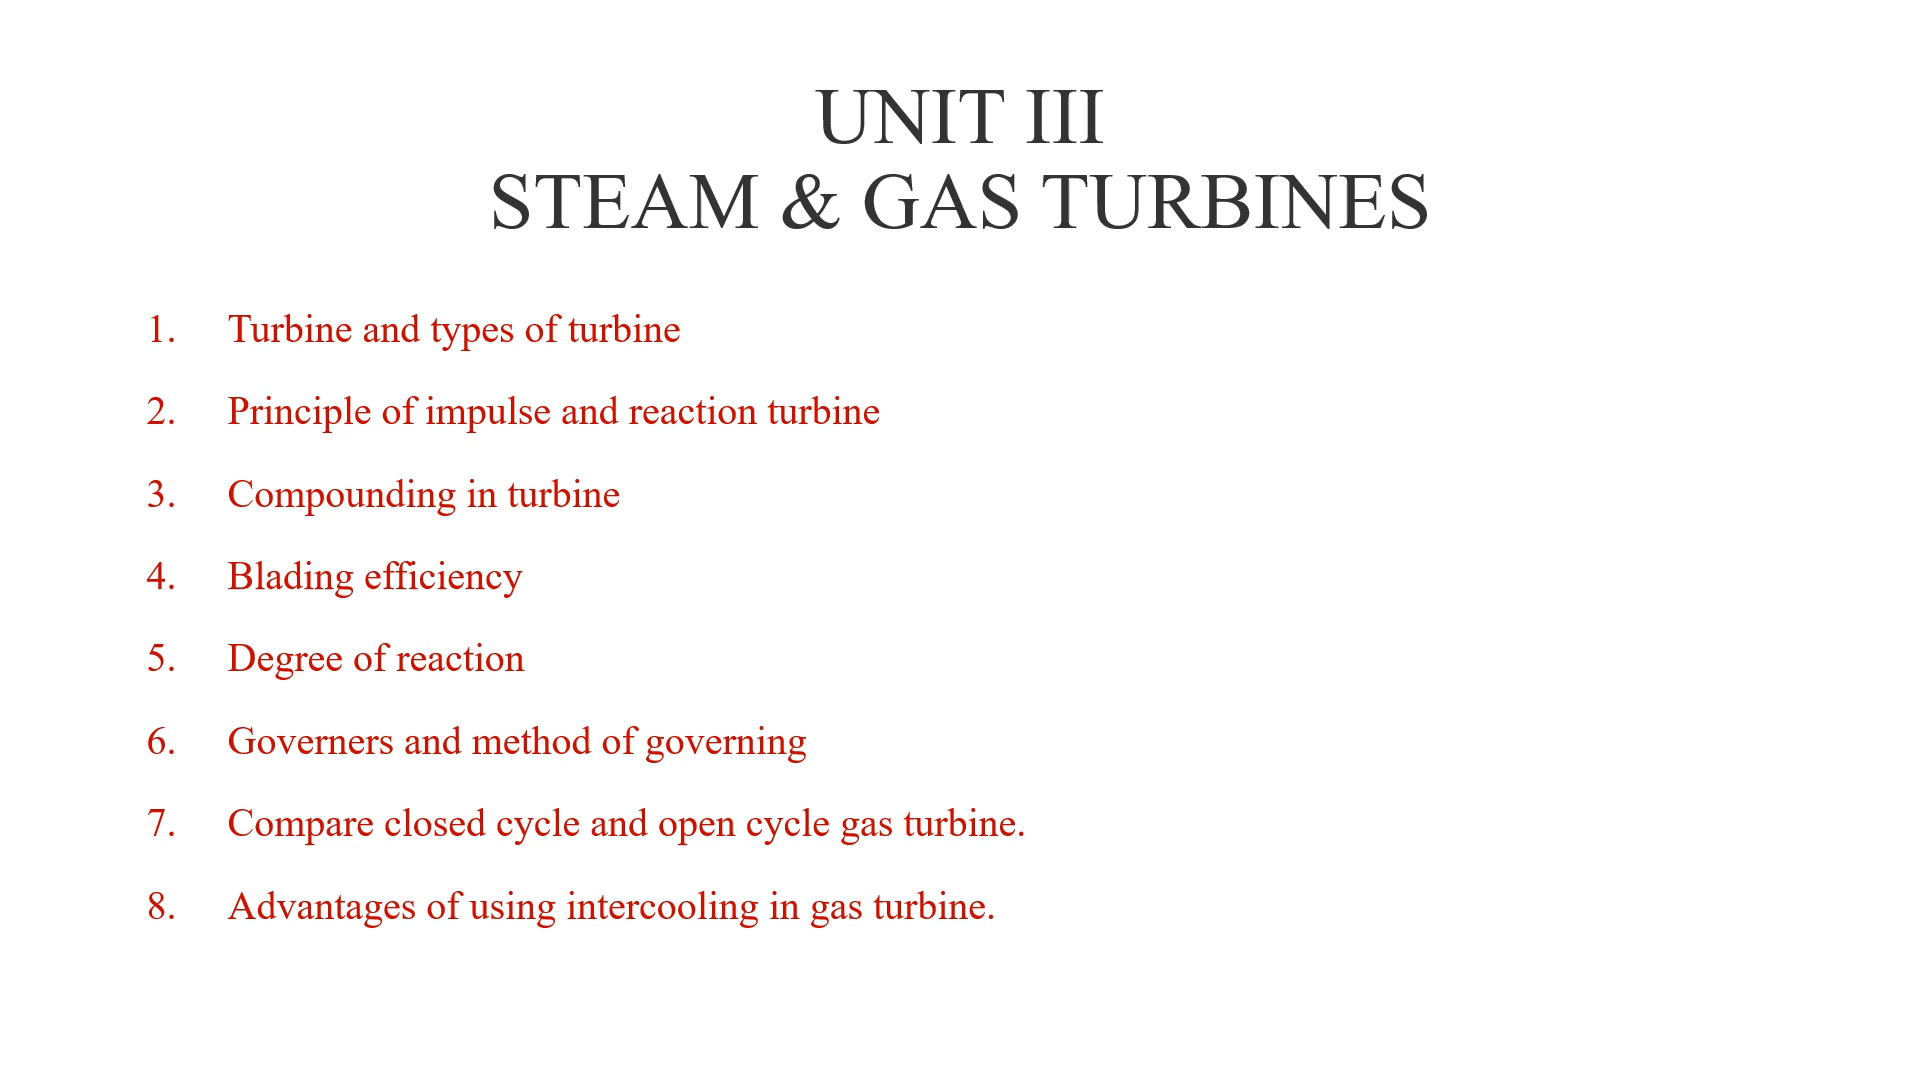 UNIT III
STEAM & GAS TURBINES
1. Turbine and types of turbine
2. Principle of impulse and reaction turbine
3. Compounding in turbine
4. Blading efficiency
5. Degree of reaction
6. Governers and method of governing
7. Compare closed cycle and open cycle gas turbine.
8. Advantages of using intercooling in gas turbine.